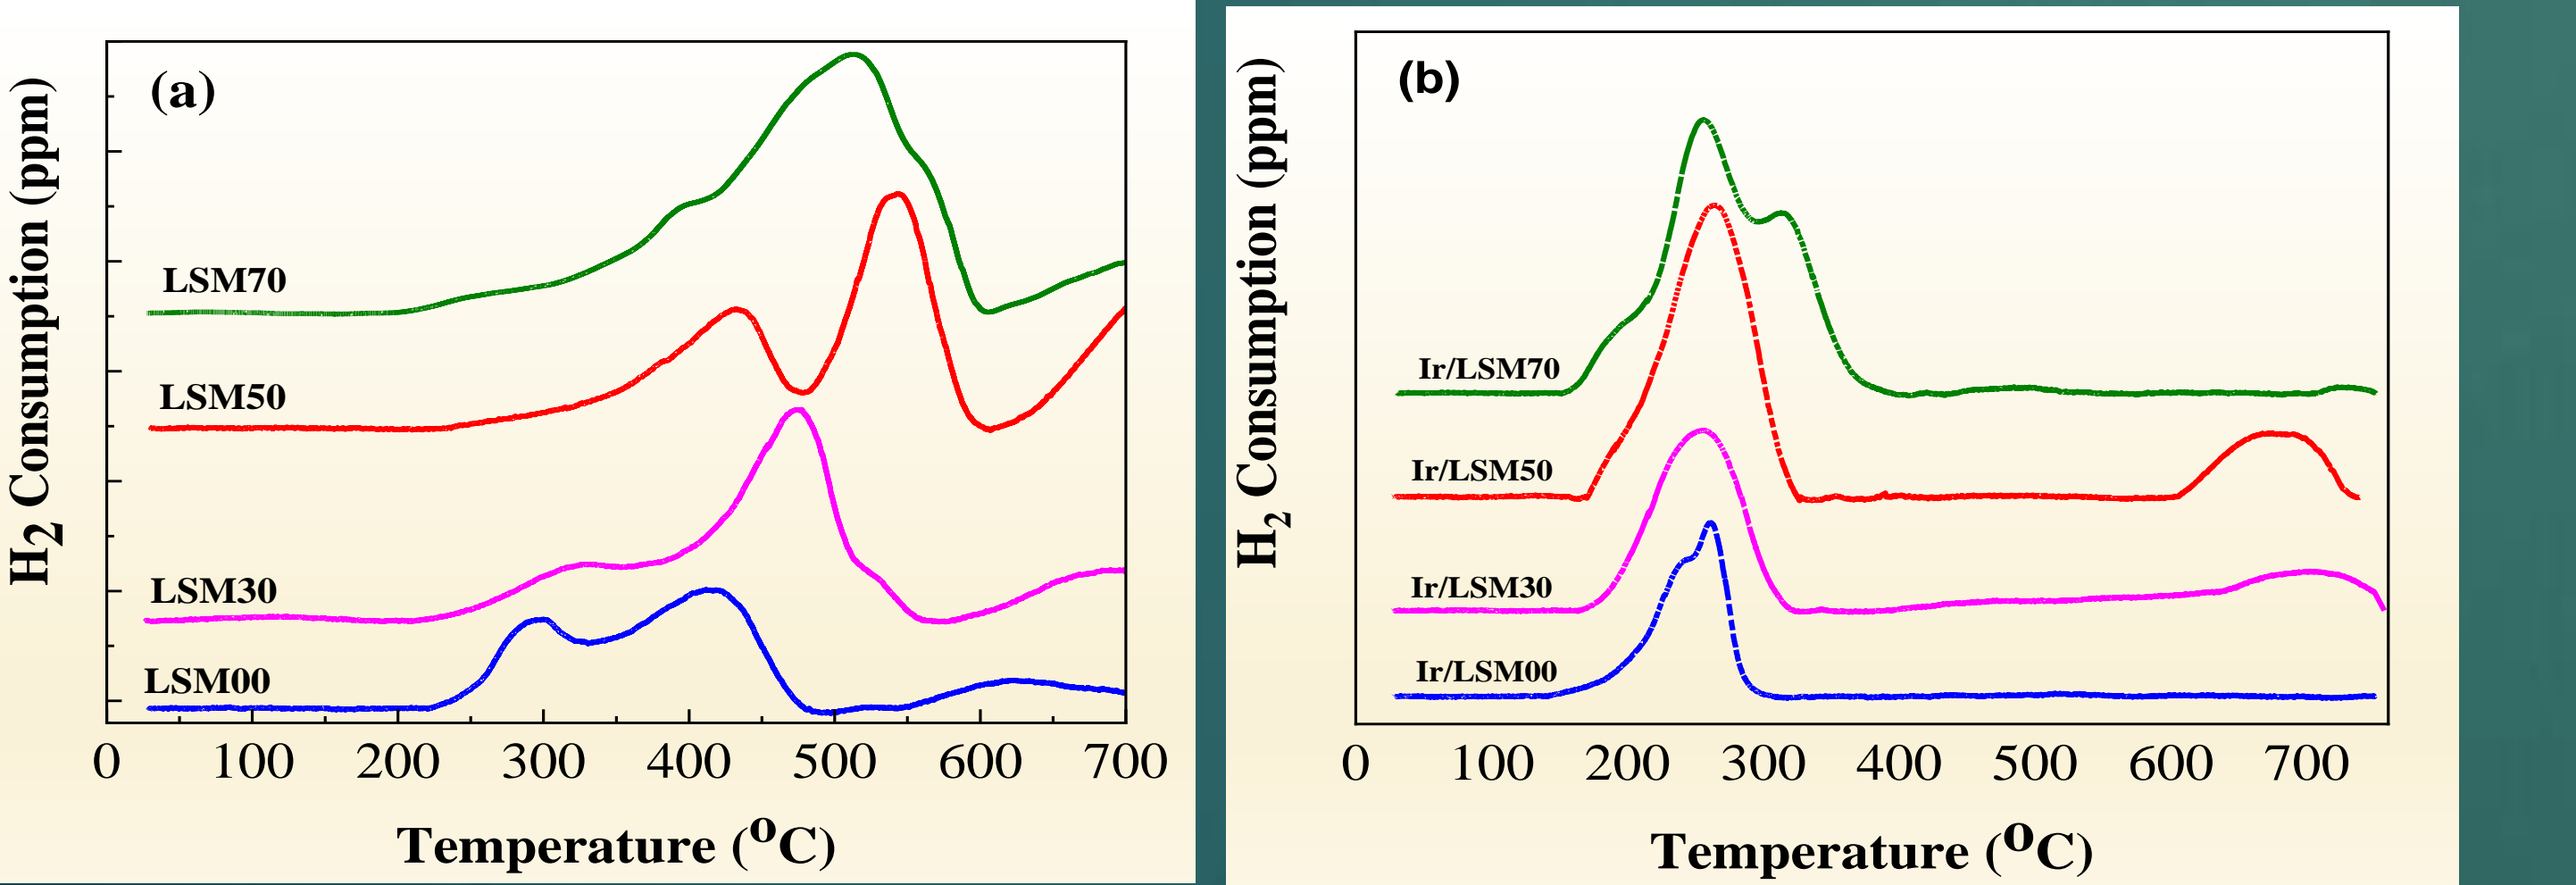 (a)
H2 Consumption (ppm)
LSM70
LSM50
LSM30
LSM00
0 100 200 300 400 500 600 700
Temperature (oC)
(b)
H2 Consumption (ppm)
Ir/LSM70
Ir/LSM50
Ir/LSM30
Ir/LSM00
0 100 200 300 400 500 600 700
Temperature (oC)